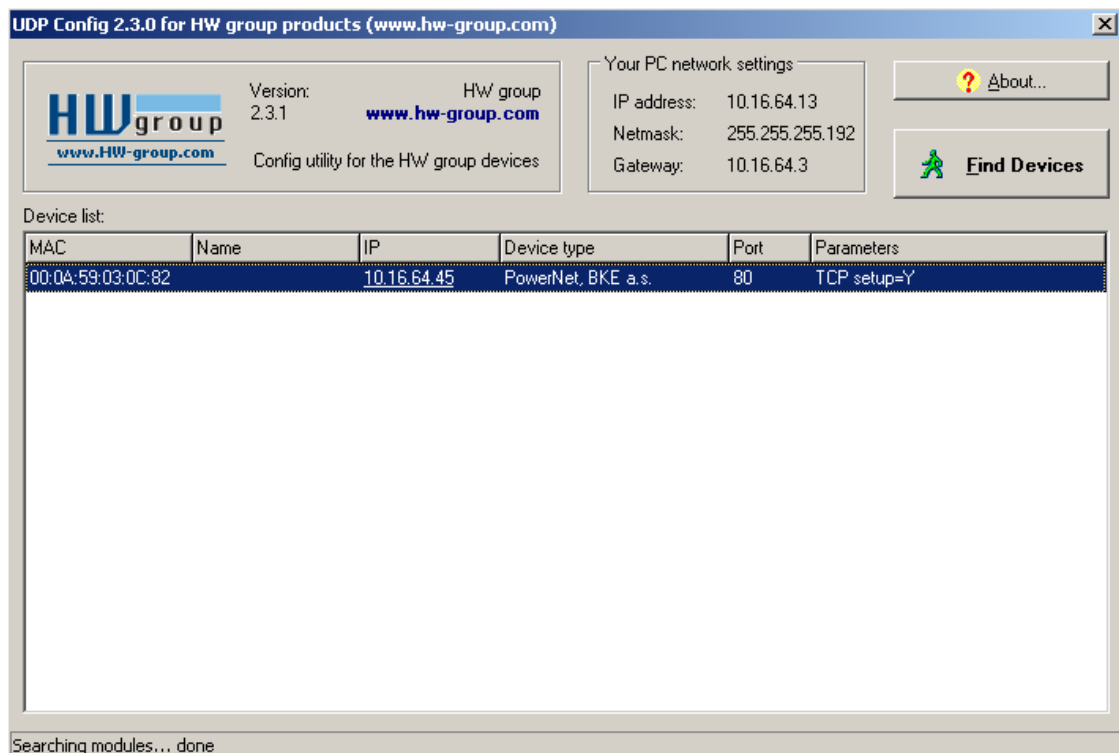 UDP Config 2.3.0 for HW group products (www.hw-group.com)
HW group
www.HW-group.com
Version: HW group
2.3.1 www.hw-group.com
Config utility for the HW group devices
Your PC network settings
IP address: 10.16.64.13
Netmask: 255.255.255.192
Gateway: 10.16.64.3
? About...
Find Devices
Device list:
MAC Name IP Device type Port Parameters
00:0A:59:03:0C:82 10.16.64.45 PowerNet, BKE a.s. 80 TCP setup=Y
Searching modules... done